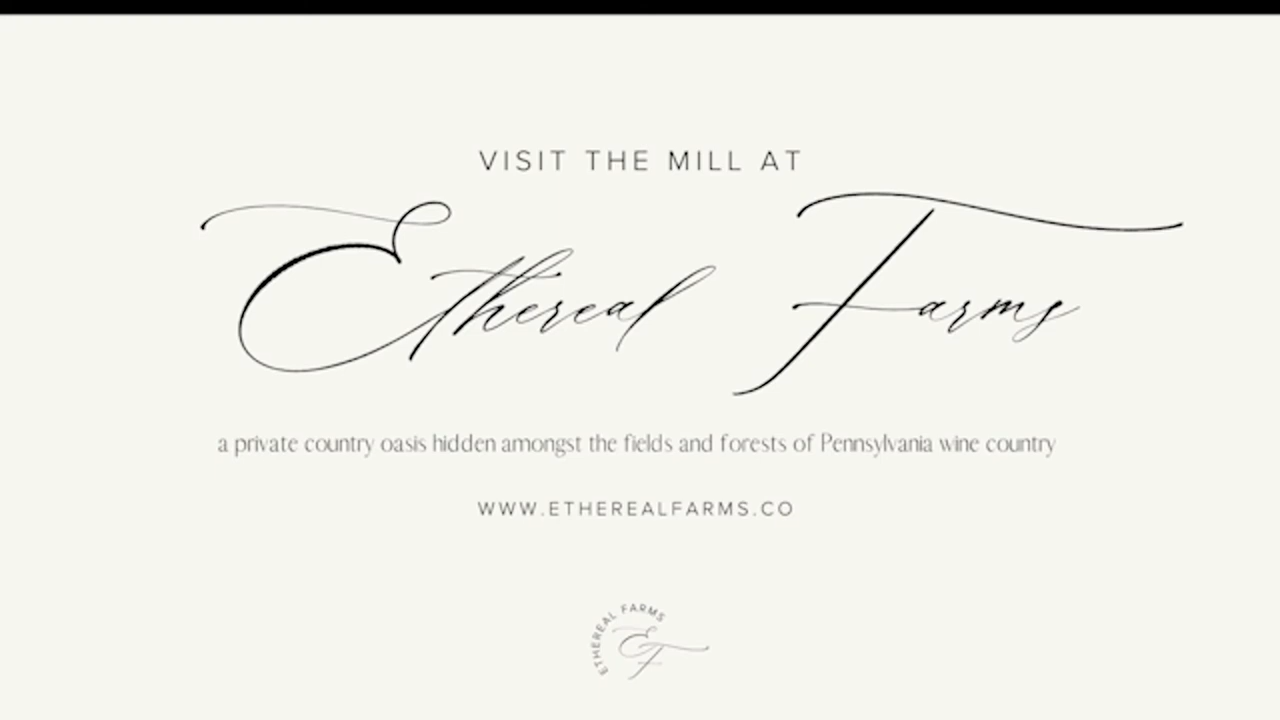 VISIT THE MILL AT
Ethereal Farms
a private country oasis hidden amongst the fields and forests of Pennsylvania wine country
WWW.ETHEREALFARMS.CO
ETHEREAL FARMS
EF